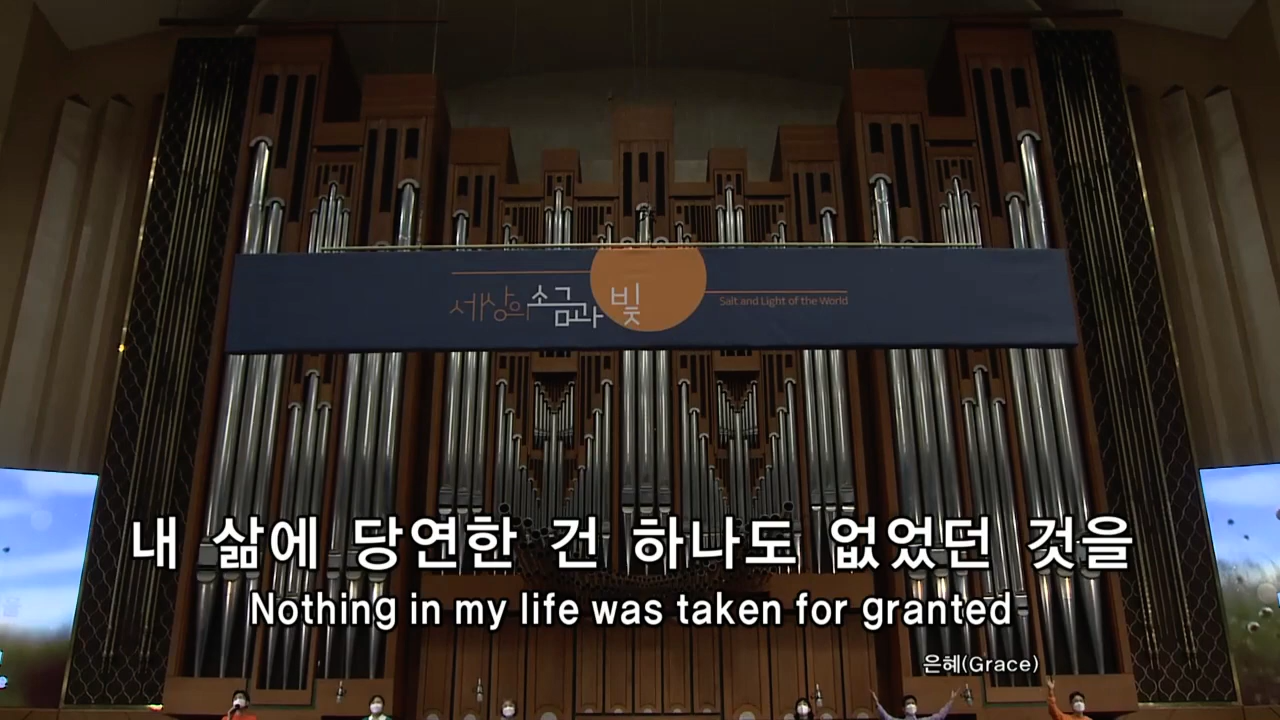 세상의 소금과 빛
Salt and Light of the World
내 삶에 당연한 건 하나도 없었던 것을
Nothing in my life was taken for granted
은혜(Grace)